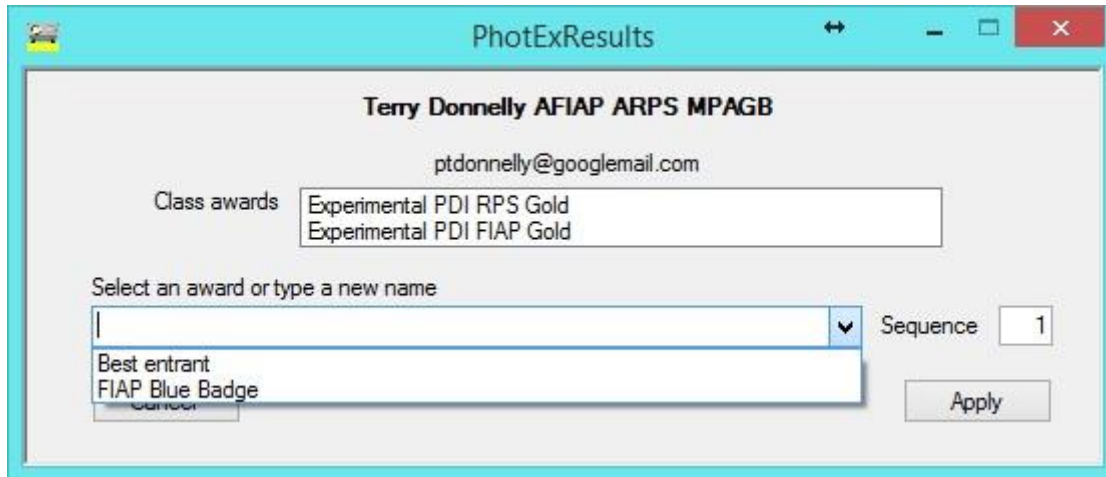 PhotExResults
Terry Donnelly AFIAP ARPS MPAGB
ptdonnelly@googlemail.com
Class awards
Experimental PDI RPS Gold
Experimental PDI FIAP Gold
Select an award or type a new name
Sequence 1
Best entrant
FIAP Blue Badge
Cancel
Apply